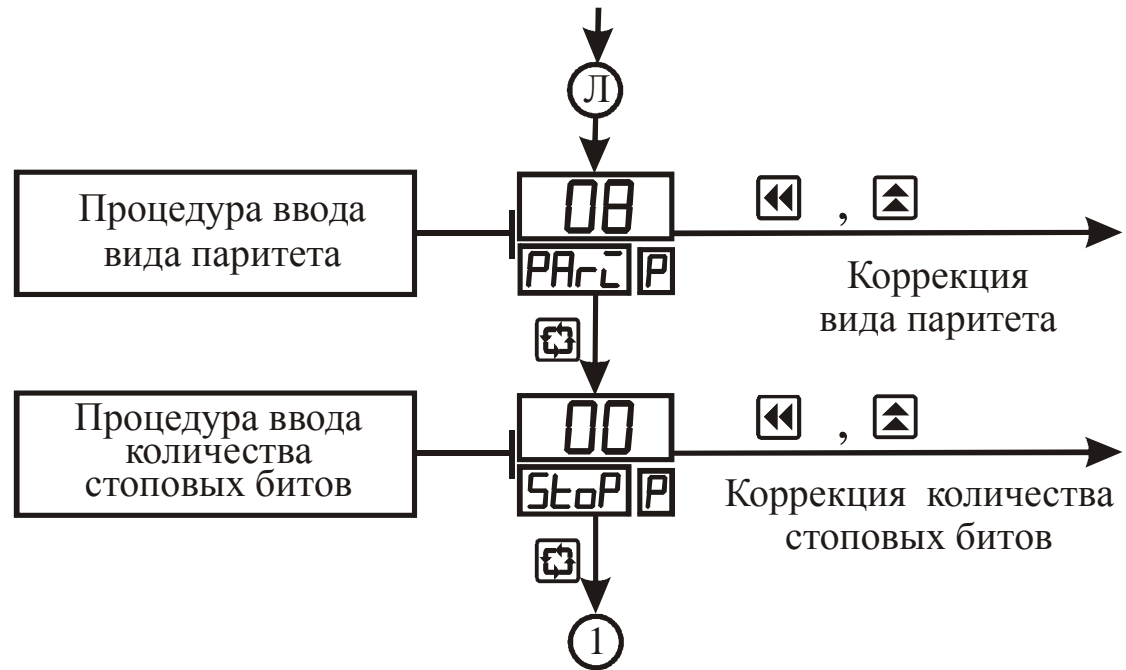 Л
Процедура ввода
вида паритета
08
PAri P
,
Коррекция
вида паритета
Процедура ввода
количества
стоповых битов
00
StoP P
,
Коррекция количества
стоповых битов
1